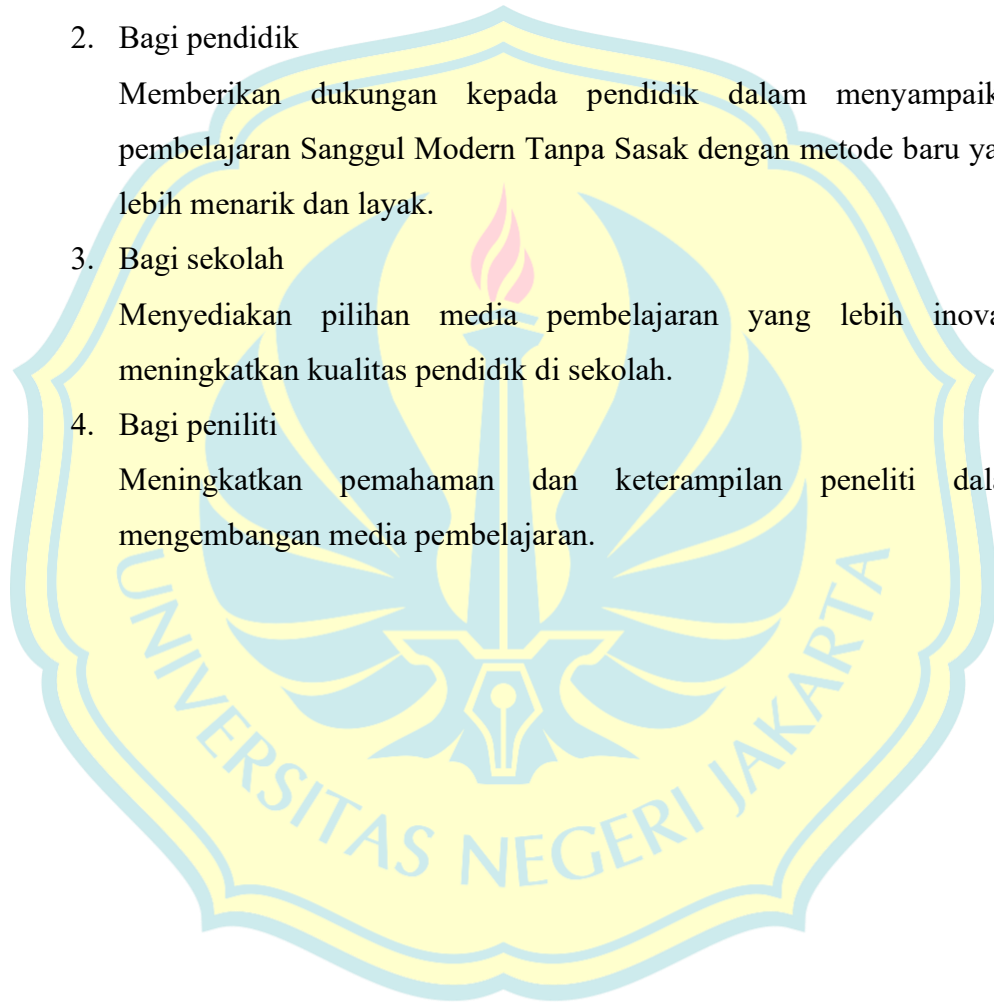 2. Bagi pendidik
Memberikan dukungan kepada pendidik dalam menyampaik
pembelajaran Sanggul Modern Tanpa Sasak dengan metode baru ya
lebih menarik dan layak.
3. Bagi sekolah
Menyediakan pilihan media pembelajaran yang lebih inova
meningkatkan kualitas pendidik di sekolah.
4. Bagi peniliti
Meningkatkan pemahaman dan keterampilan peneliti dala
mengembangan media pembelajaran.
UNIVERSITAS NEGERI JAKARTA